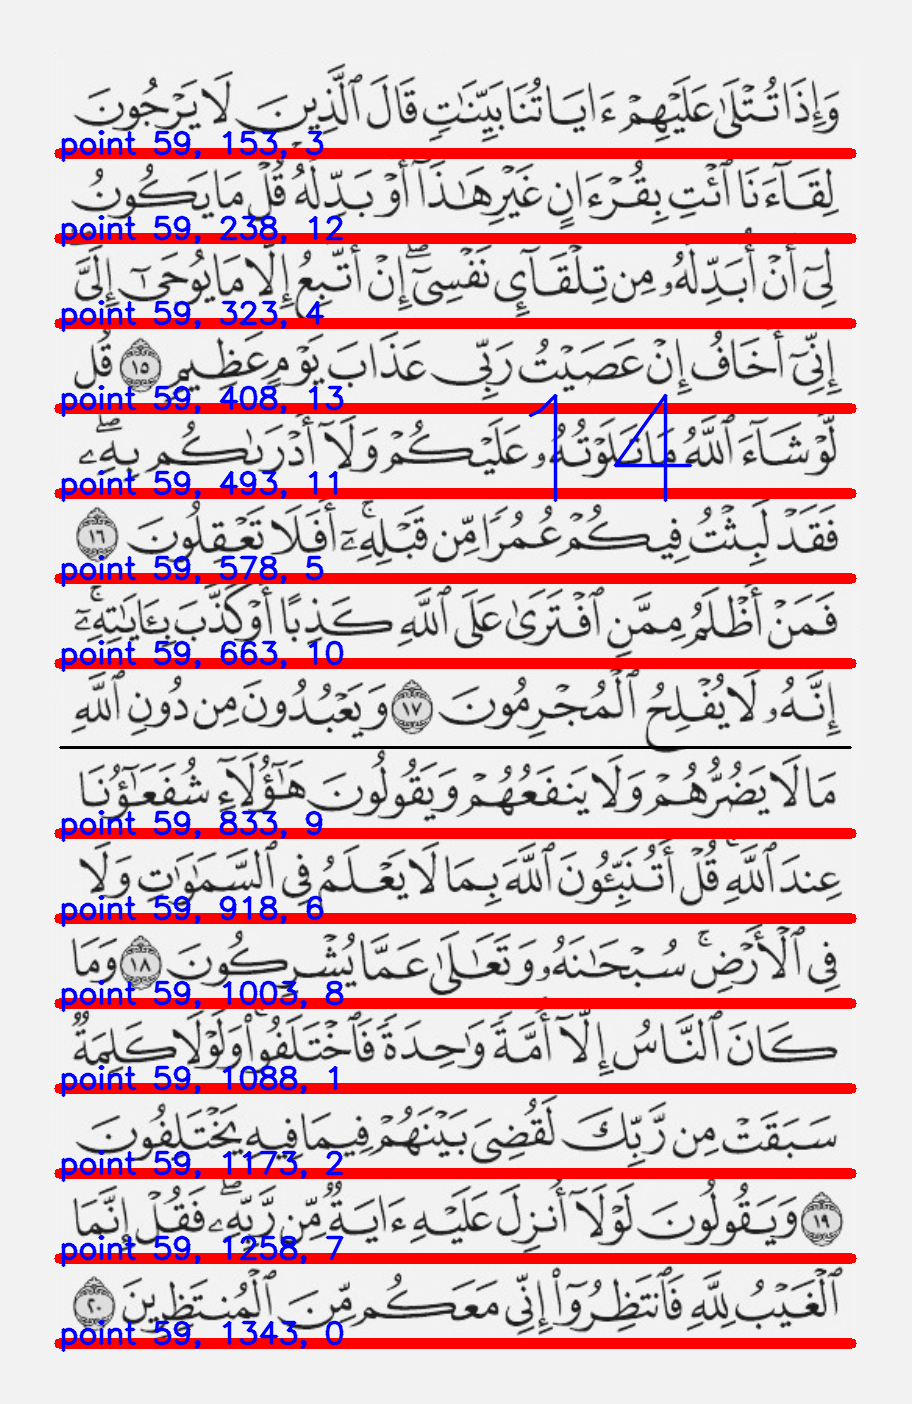 وَإِذَا تُتْلَىٰ عَلَيْهِمْ ءَايَاتُنَا بَيِّنَٰتٍ قَالَ ٱلَّذِينَ لَا يَرْجُونَ
point 59, 153, 3
لِقَآءَنَا ٱئْتِ بِقُرْءَانٍ غَيْرِ هَٰذَآ أَوْ بَدِّلْهُ قُلْ مَا يَكُونُ
point 59, 238, 12
لِىٓ أَنْ أُبَدِّلَهُۥ مِن تِلْقَآئِ نَفْسِىٓ ۖ إِنْ أَتَّبِعُ إِلَّا مَا يُوحَىٰٓ إِلَىَّ
point 59, 323, 4
إِنِّىٓ أَخَافُ إِنْ عَصَيْتُ رَبِّى عَذَابَ يَوْمٍ عَظِيمٍ ١٥ قُل
point 59, 408, 13
لَّوْ شَآءَ ٱللَّهُ مَا تَلَوْتُهُۥ عَلَيْكُمْ وَلَآ أَدْرَىٰكُم بِهِۦ ۖ
14
point 59, 493, 11
فَقَدْ لَبِثْتُ فِيكُمْ عُمُرًا مِّن قَبْلِهِۦٓ ۚ أَفَلَا تَعْقِلُونَ ١٦
point 59, 578, 5
فَمَنْ أَظْلَمُ مِمَّنِ ٱفْتَرَىٰ عَلَى ٱللَّهِ كَذِبًا أَوْ كَذَّبَ بِـَٔايَٰتِهِۦٓ ۚ
point 59, 663, 10
إِنَّهُۥ لَا يُفْلِحُ ٱلْمُجْرِمُونَ ١٧ وَيَعْبُدُونَ مِن دُونِ ٱللَّهِ
مَا لَا يَضُرُّهُمْ وَلَا يَنفَعُهُمْ وَيَقُولُونَ هَٰٓؤُلَآءِ شُفَعَٰٓؤُنَا
point 59, 833, 9
عِندَ ٱللَّهِ ۚ قُلْ أَتُنَبِّـُٔونَ ٱللَّهَ بِمَا لَا يَعْلَمُ فِى ٱلسَّمَٰوَٰتِ وَلَا
point 59, 918, 6
فِى ٱلْأَرْضِ ۚ سُبْحَٰنَهُۥ وَتَعَٰلَىٰ عَمَّا يُشْرِكُونَ ١٨ وَمَا
point 59, 1003, 8
كَانَ ٱلنَّاسُ إِلَّآ أُمَّةً وَٰحِدَةً فَٱخْتَلَفُوا۟ ۚ وَلَوْلَا كَلِمَةٌ
point 59, 1088, 1
سَبَقَتْ مِن رَّبِّكَ لَقُضِىَ بَيْنَهُمْ فِيمَا فِيهِ يَخْتَلِفُونَ
point 59, 1173, 2
١٩ وَيَقُولُونَ لَوْلَآ أُنزِلَ عَلَيْهِ ءَايَةٌ مِّن رَّبِّهِۦ ۖ فَقُلْ إِنَّمَا
point 59, 1258, 7
ٱلْغَيْبُ لِلَّهِ فَٱنتَظِرُوٓا۟ إِنِّى مَعَكُم مِّنَ ٱلْمُنتَظِرِينَ ٢٠
point 59, 1343, 0